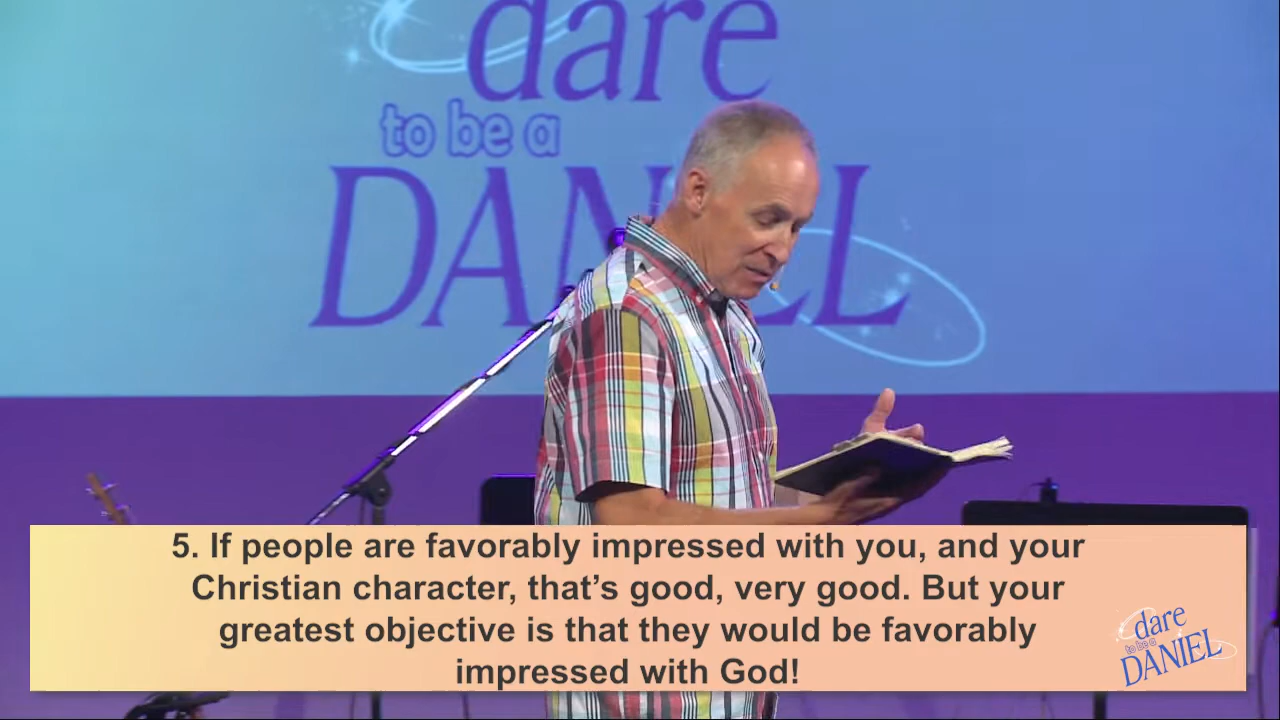 dare
to be a
DANIEL
5. If people are favorably impressed with you, and your
Christian character, that’s good, very good. But your
greatest objective is that they would be favorably
impressed with God!
dare
to be a
DANIEL